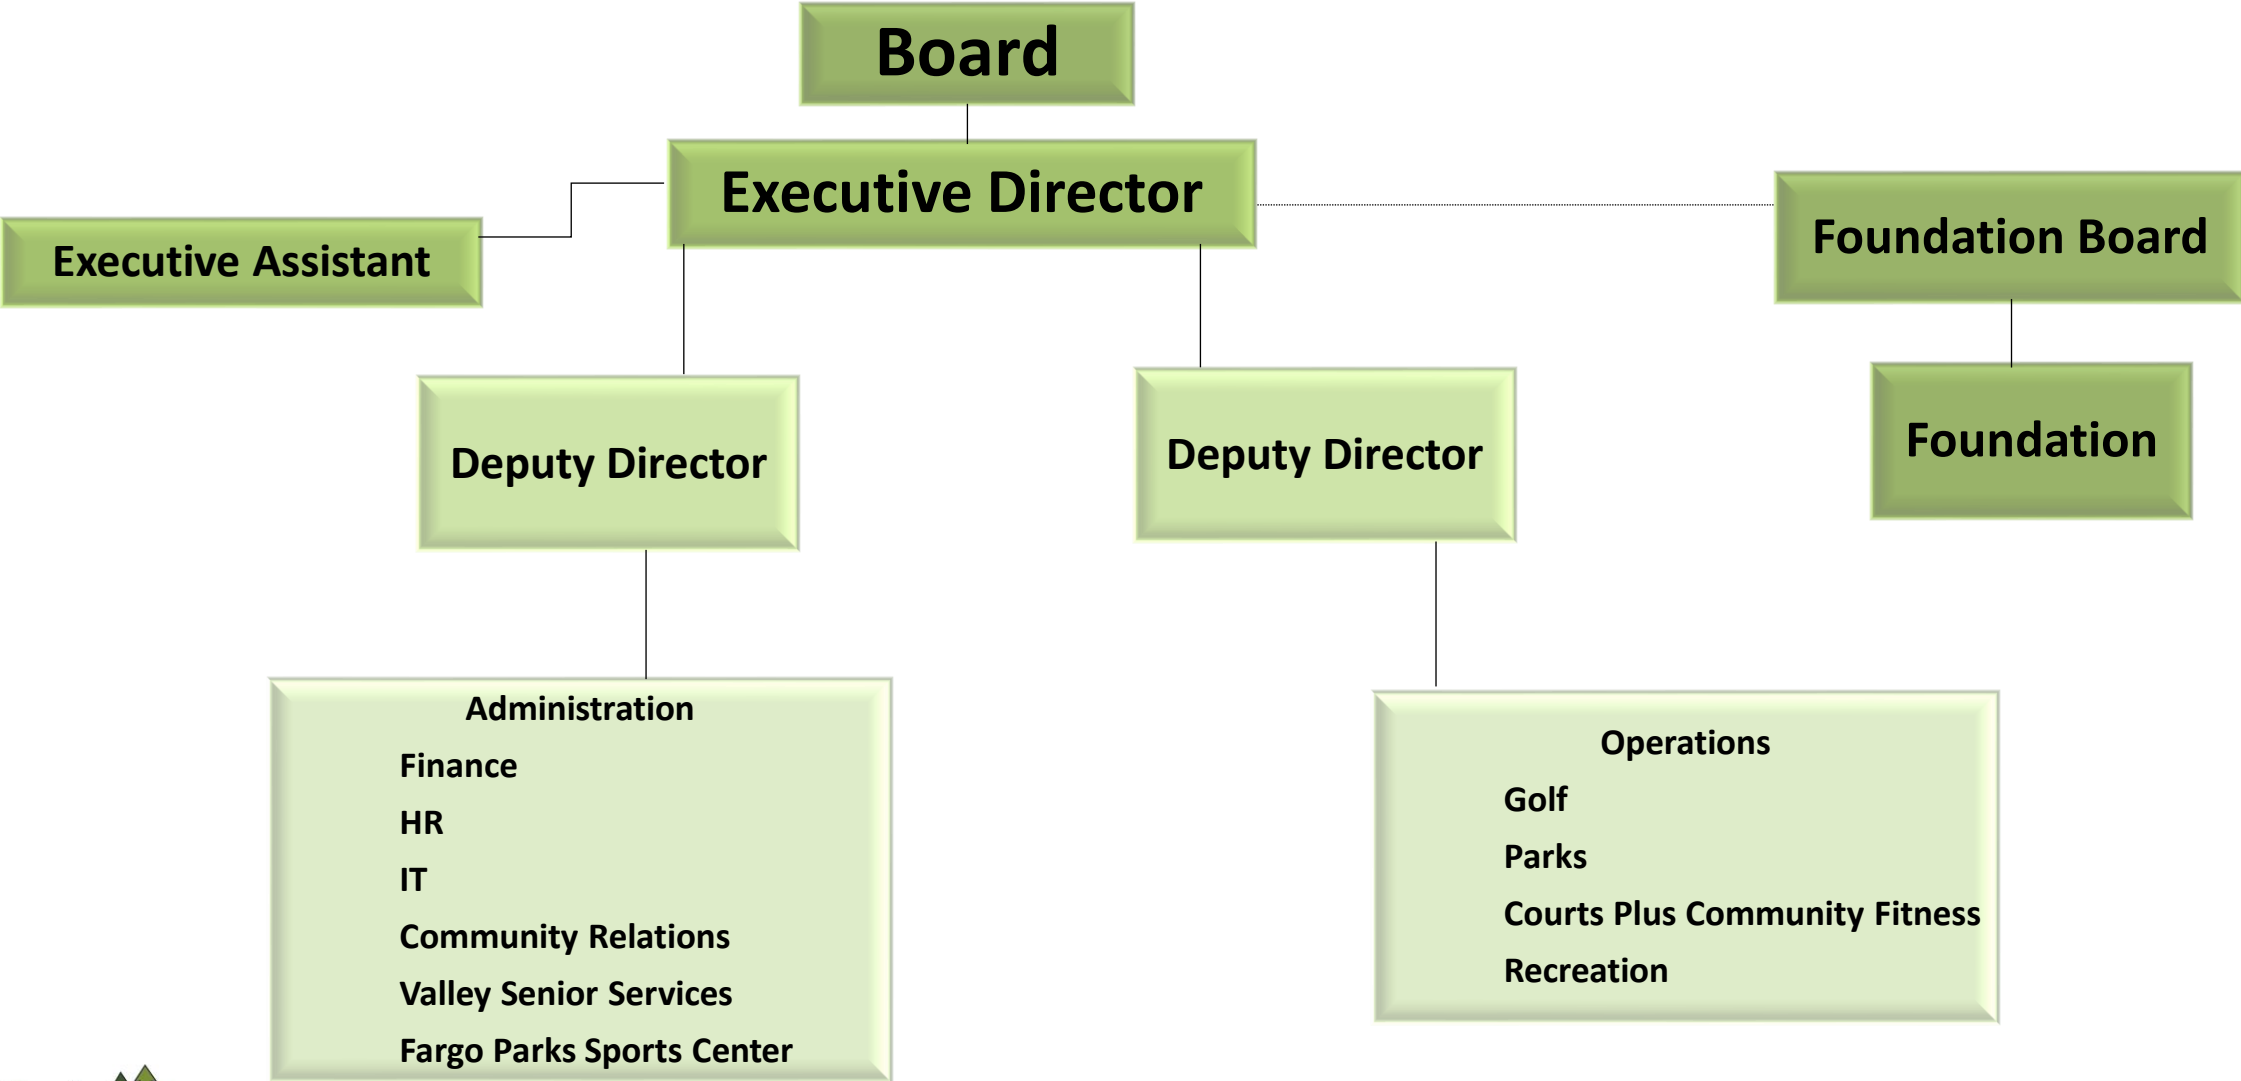 Board
Executive Director
Executive Assistant
Foundation Board
Foundation
Deputy Director
Deputy Director
Administration
Finance
HR
IT
Community Relations
Valley Senior Services
Fargo Parks Sports Center
Operations
Golf
Parks
Courts Plus Community Fitness
Recreation